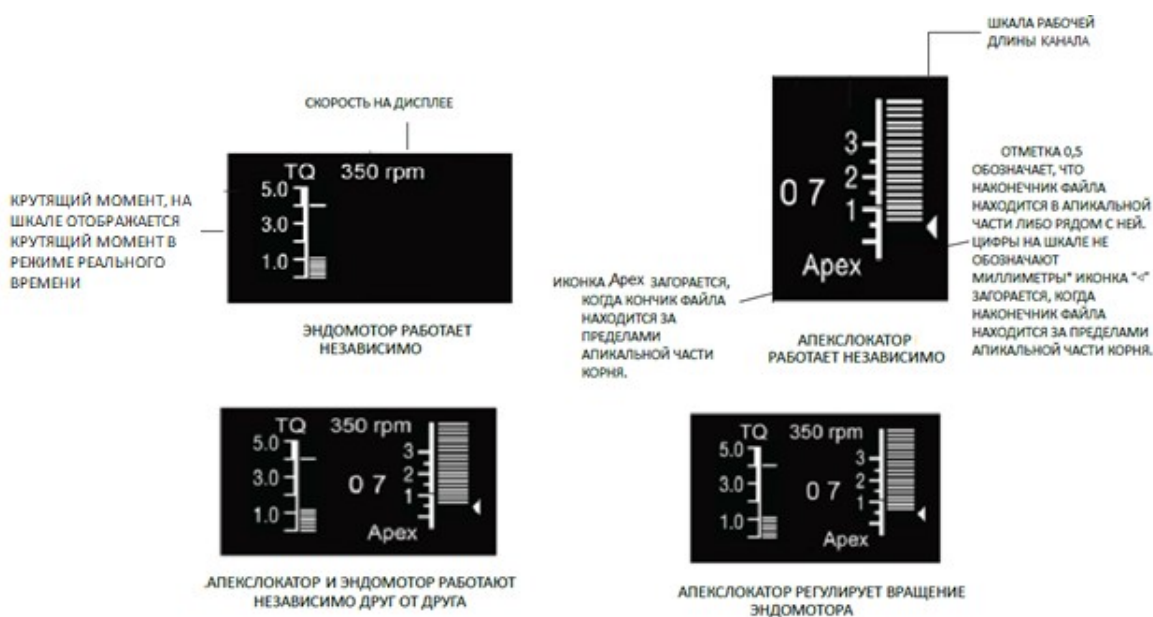 ШКАЛА РАБОЧЕЙ
ДЛИНЫ КАНАЛА
СКОРОСТЬ НА ДИСПЛЕЕ
TQ 350 rpm
5.0
3.0
1.0
КРУТЯЩИЙ МОМЕНТ, НА
ШКАЛЕ ОТОБРАЖАЕТСЯ
КРУТЯЩИЙ МОМЕНТ В
РЕЖИМЕ РЕАЛЬНОГО
ВРЕМЕНИ
ЭНДОМОТОР РАБОТАЕТ
НЕЗАВИСИМО
3
2
0 7
1
Apex
ОТМЕТКА 0,5
ОБОЗНАЧАЕТ, ЧТО
НАКОНЕЧНИК ФАЙЛА
НАХОДИТСЯ В АПИКАЛЬНОЙ
ЧАСТИ ЛИБО РЯДОМ С НЕЙ.
ЦИФРЫ НА ШКАЛЕ НЕ
ОБОЗНАЧАЮТ
МИЛЛИМЕТРЫ* ИКОНКА "<"
ЗАГОРАЕТСЯ, КОГДА
НАКОНЕЧНИК ФАЙЛА
НАХОДИТСЯ ЗА ПРЕДЕЛАМИ
АПИКАЛЬНОЙ ЧАСТИ КОРНЯ.
ИКОНКА Apex ЗАГОРАЕТСЯ,
КОГДА КОНЧИК ФАЙЛА
НАХОДИТСЯ ЗА
ПРЕДЕЛАМИ
АПИКАЛЬНОЙ ЧАСТИ
КОРНЯ.
АПЕКСЛОКАТОР
РАБОТАЕТ НЕЗАВИСИМО
TQ 350 rpm
5.0
3.0
1.0
3
2
0 7
1
Apex
.АПЕКСЛОКАТОР И ЭНДОМОТОР РАБОТАЮТ
НЕЗАВИСИМО ДРУГ ОТ ДРУГА
TQ 350 rpm
5.0
3.0
1.0
3
2
0 7
1
Apex
АПЕКСЛОКАТОР РЕГУЛИРУЕТ ВРАЩЕНИЕ
ЭНДОМОТОРА